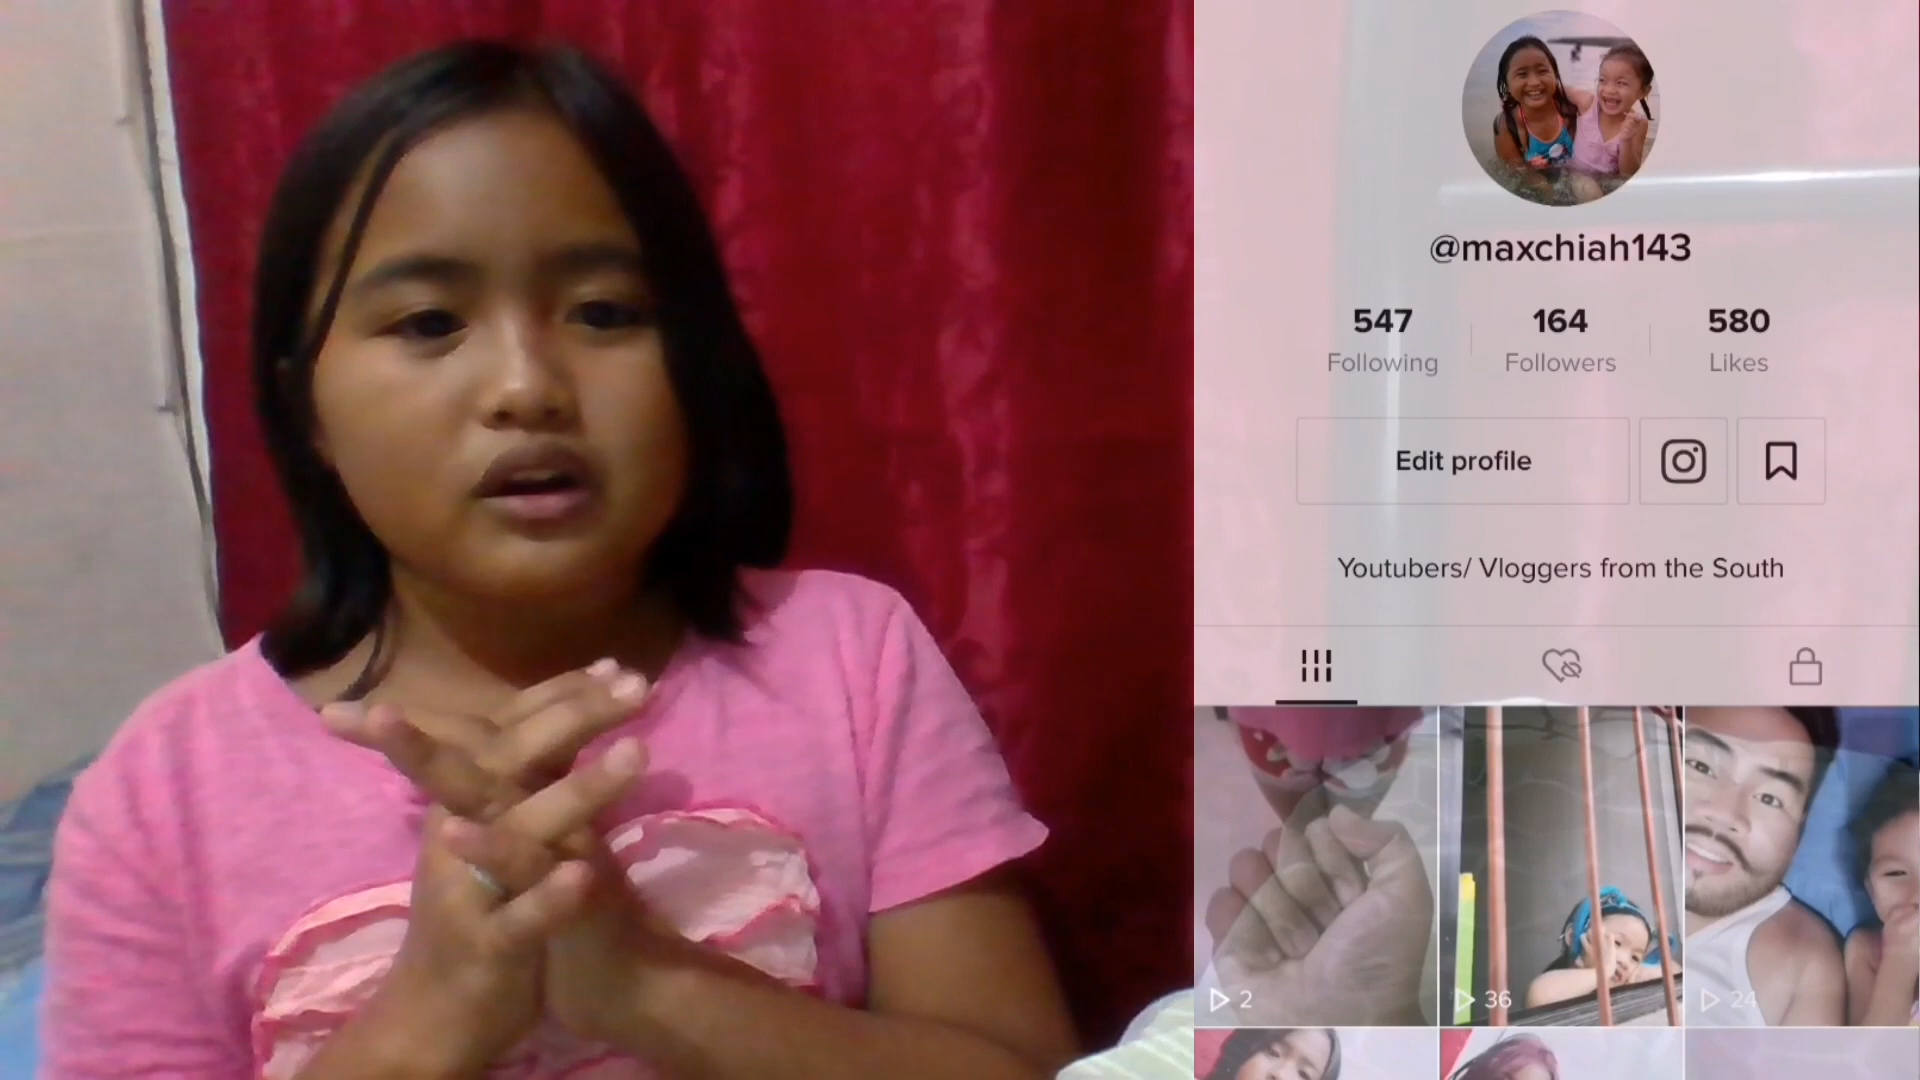 @maxchiah143
547 164 580
Following Followers Likes
Edit profile
Youtubers/ Vloggers from the South
2 36 24